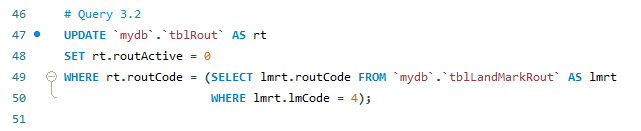 46 # Query 3.2
47 UPDATE `mydb`.`tblRout` AS rt
48 SET rt.routActive = 0
49 WHERE rt.routCode = (SELECT lmrt.routCode FROM `mydb`.`tblLandMarkRout` AS lmrt
50 WHERE lmrt.lmCode = 4);
51